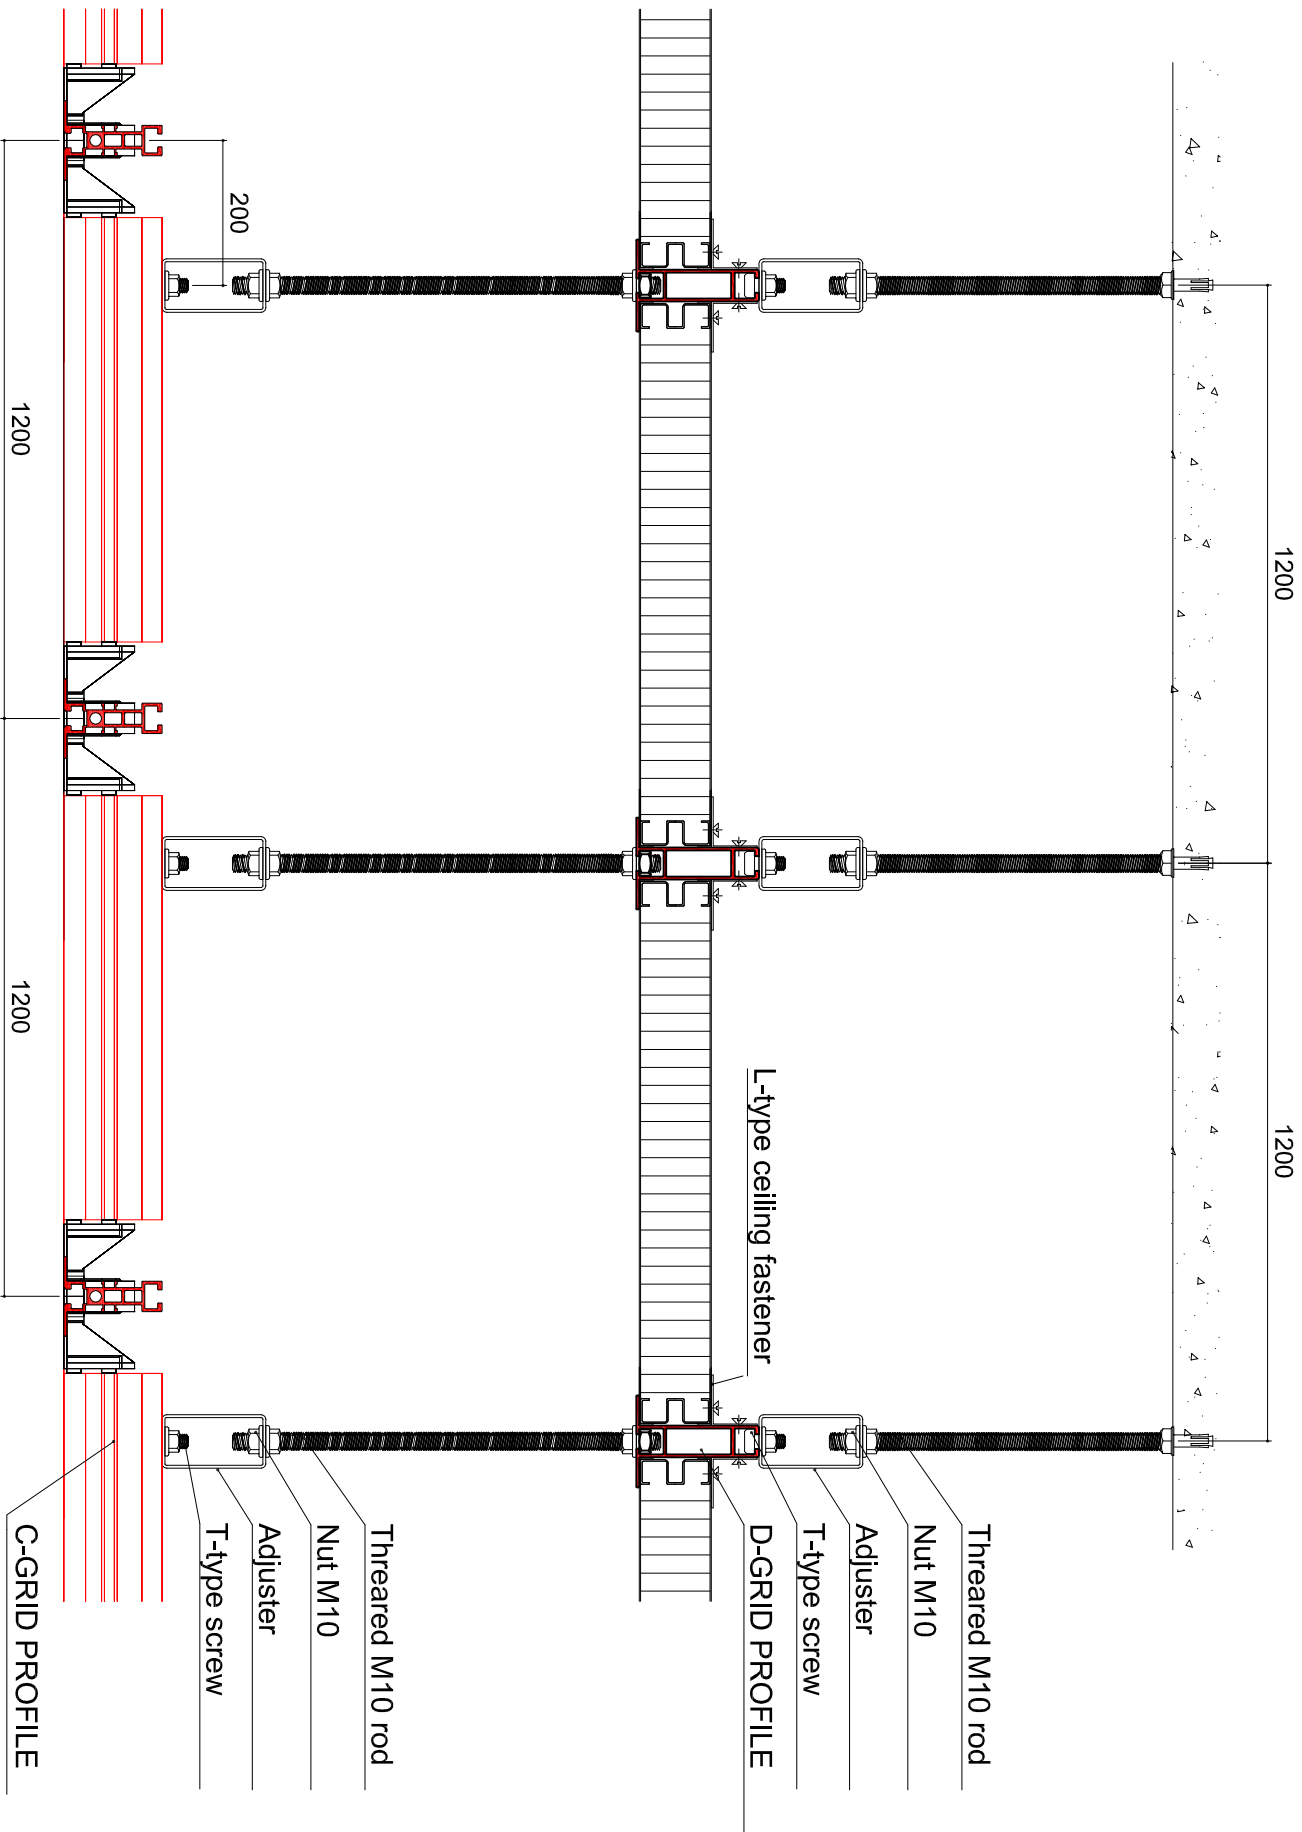 1200
1200
L-type ceiling fastener
Threared M10 rod
Nut M10
Adjuster
T-type screw
D-GRID PROFILE
Threared M10 rod
Nut M10
Adjuster
T-type screw
C-GRID PROFILE
200
1200
1200